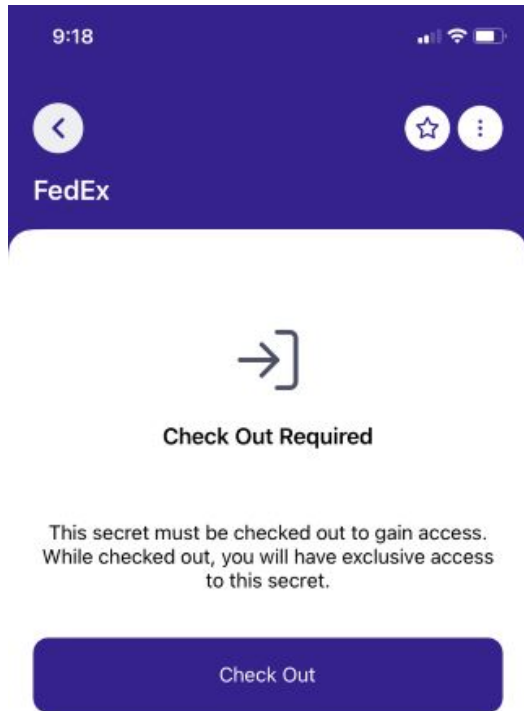 9:18
FedEx
Check Out Required
This secret must be checked out to gain access.
While checked out, you will have exclusive access
to this secret.
Check Out